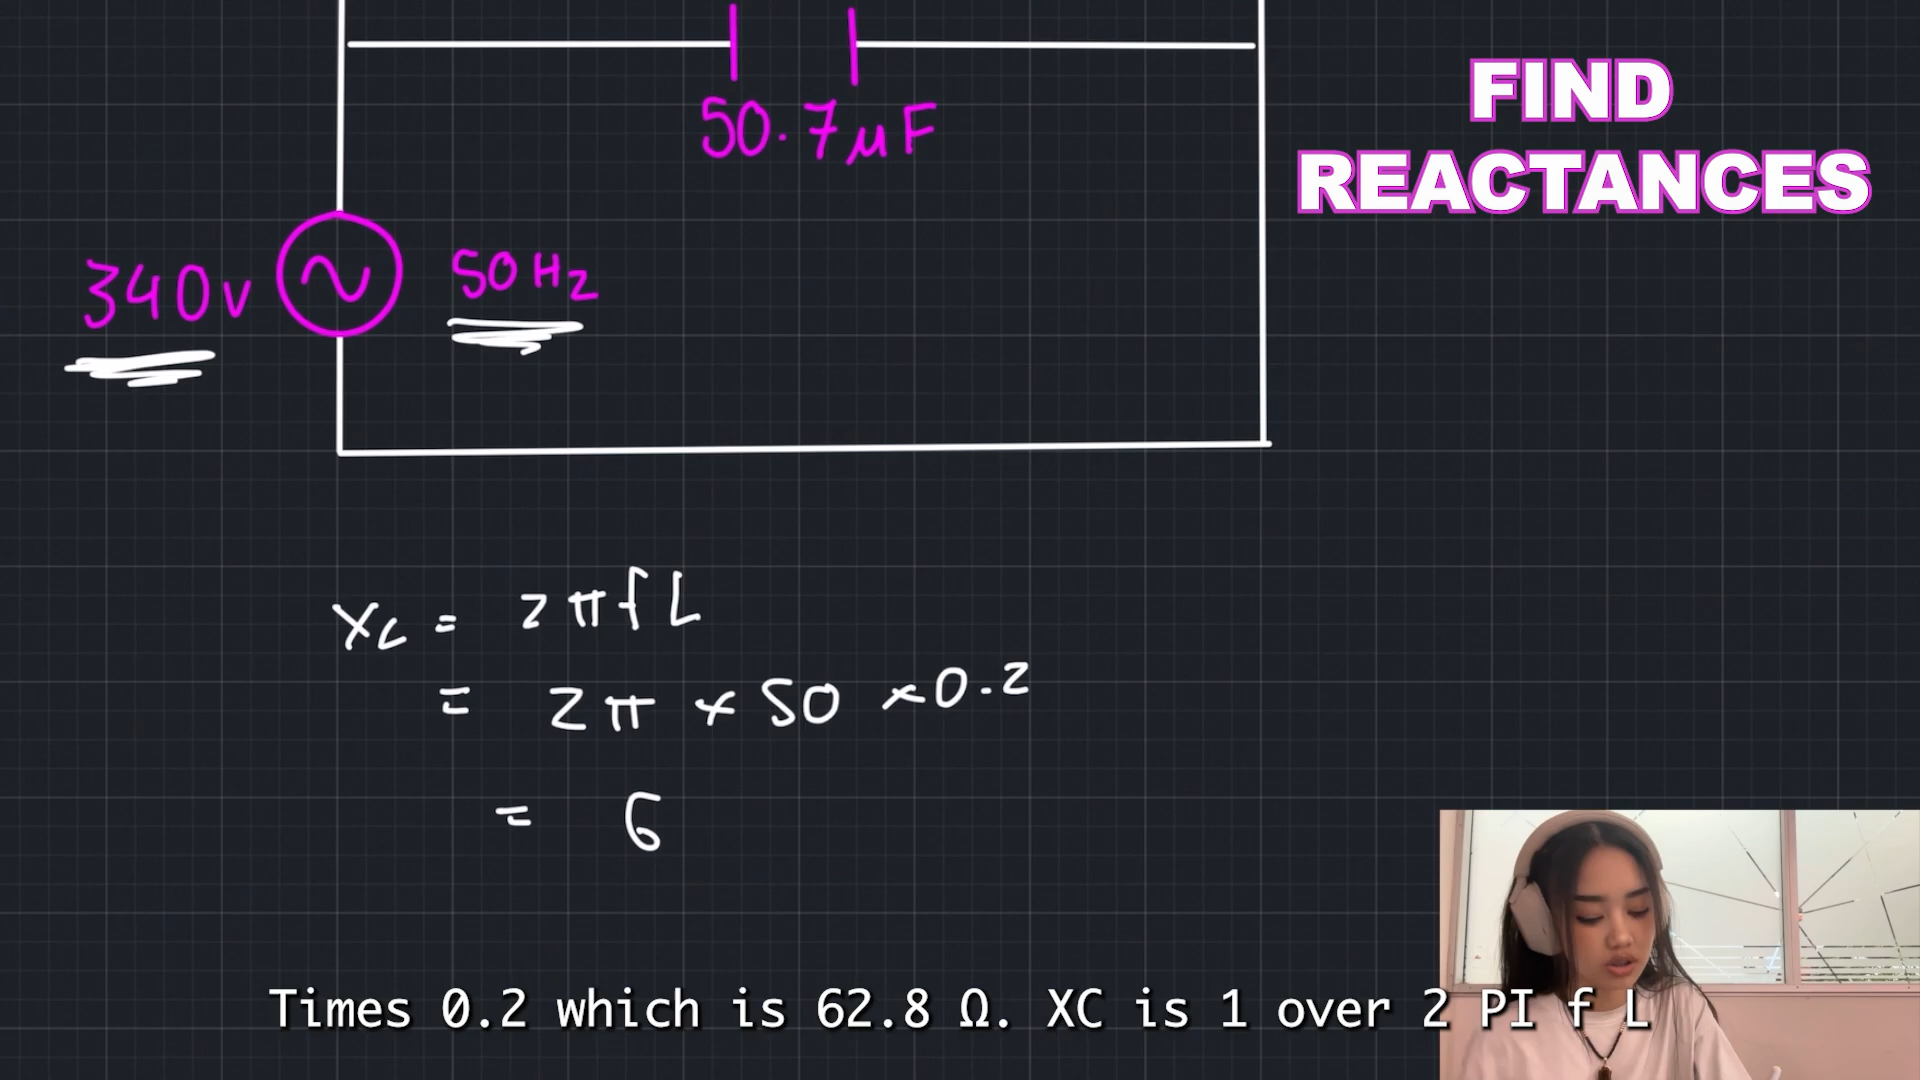 50.7μF
FIND
REACTANCES
340v
50Hz
XL = 2πfL
= 2π × 50 × 0.2
= 6
Times 0.2 which is 62.8 Ω. XC is 1 over 2 PI f L